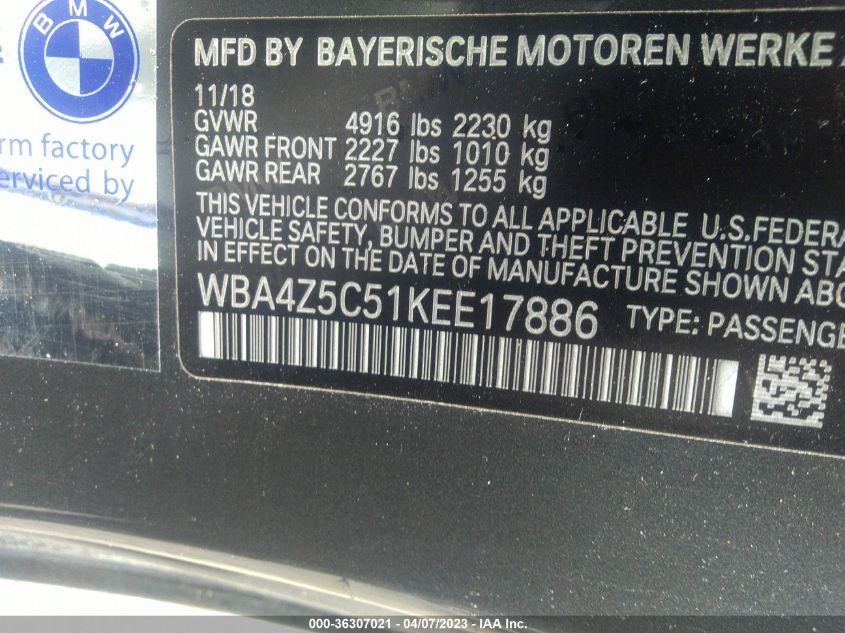 BMW
rm factory
erviced by
MFD BY BAYERISCHE MOTOREN WERKE
11/18
GVWR 4916 lbs 2230 kg
GAWR FRONT 2227 lbs 1010 kg
GAWR REAR 2767 lbs 1255 kg
THIS VEHICLE CONFORMS TO ALL APPLICABLE U.S.FEDERA
VEHICLE SAFETY, BUMPER AND THEFT PREVENTION STA
IN EFFECT ON THE DATE OF MANUFACTURE SHOWN ABO
WBA4Z5C51KEE17886 TYPE: PASSENGE
000-36307021 - 04/07/2023 - IAA Inc.